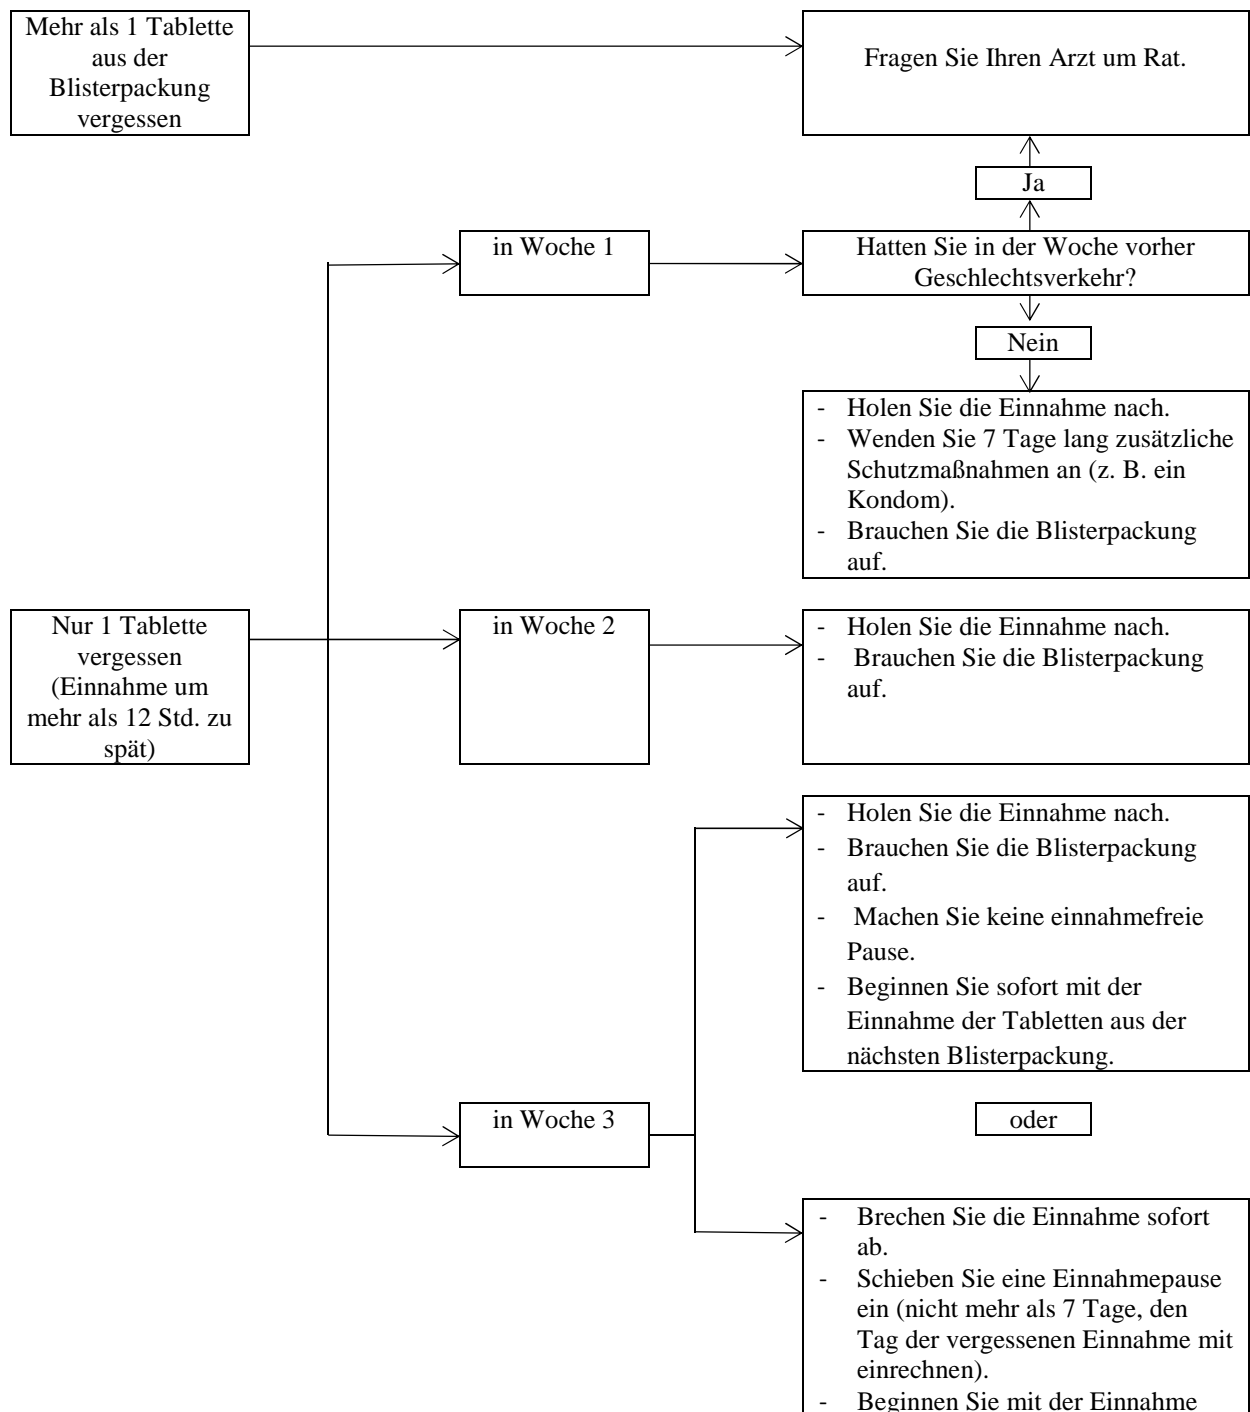 Mehr als 1 Tablette
aus der
Blisterpackung
vergessen
Fragen Sie Ihren Arzt um Rat.
Ja
in Woche 1
Hatten Sie in der Woche vorher
Geschlechtsverkehr?
Nein
- Holen Sie die Einnahme nach.
- Wenden Sie 7 Tage lang zusätzliche
Schutzmaßnahmen an (z. B. ein
Kondom).
- Brauchen Sie die Blisterpackung
auf.
Nur 1 Tablette
vergessen
(Einnahme um
mehr als 12 Std. zu
spät)
in Woche 2
- Holen Sie die Einnahme nach.
- Brauchen Sie die Blisterpackung
auf.
- Holen Sie die Einnahme nach.
- Brauchen Sie die Blisterpackung
auf.
- Machen Sie keine einnahmefreie
Pause.
- Beginnen Sie sofort mit der
Einnahme der Tabletten aus der
nächsten Blisterpackung.
in Woche 3
oder
- Brechen Sie die Einnahme sofort
ab.
- Schieben Sie eine Einnahmepause
ein (nicht mehr als 7 Tage, den
Tag der vergessenen Einnahme mit
einrechnen).
- Beginnen Sie mit der Einnahme